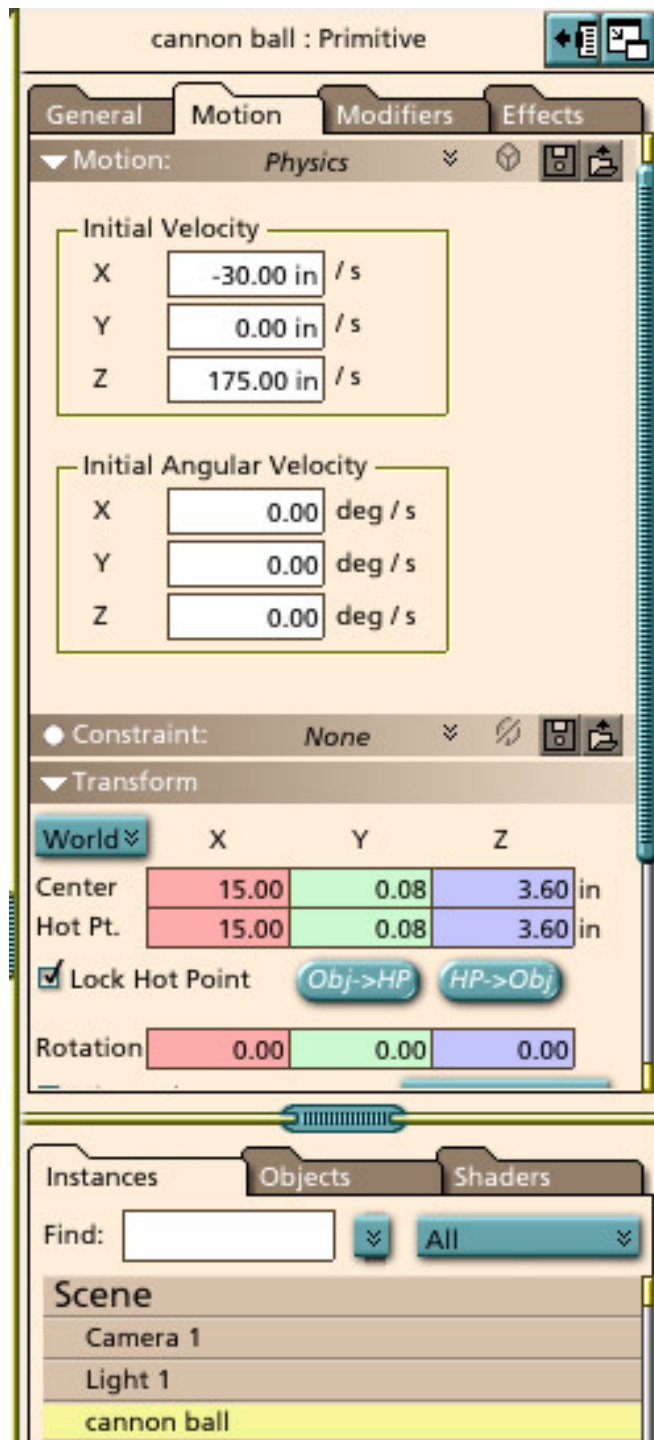 cannon ball : Primitive
General Motion Modifiers Effects
Motion: Physics
Initial Velocity
X -30.00 in / s
Y 0.00 in / s
Z 175.00 in / s
Initial Angular Velocity
X 0.00 deg / s
Y 0.00 deg / s
Z 0.00 deg / s
Constraint: None
Transform
World X Y Z
Center 15.00 0.08 3.60 in
Hot Pt. 15.00 0.08 3.60 in
Lock Hot Point Obj->HP HP->Obj
Rotation 0.00 0.00 0.00
Instances Objects Shaders
Find: All
Scene
Camera 1
Light 1
cannon ball